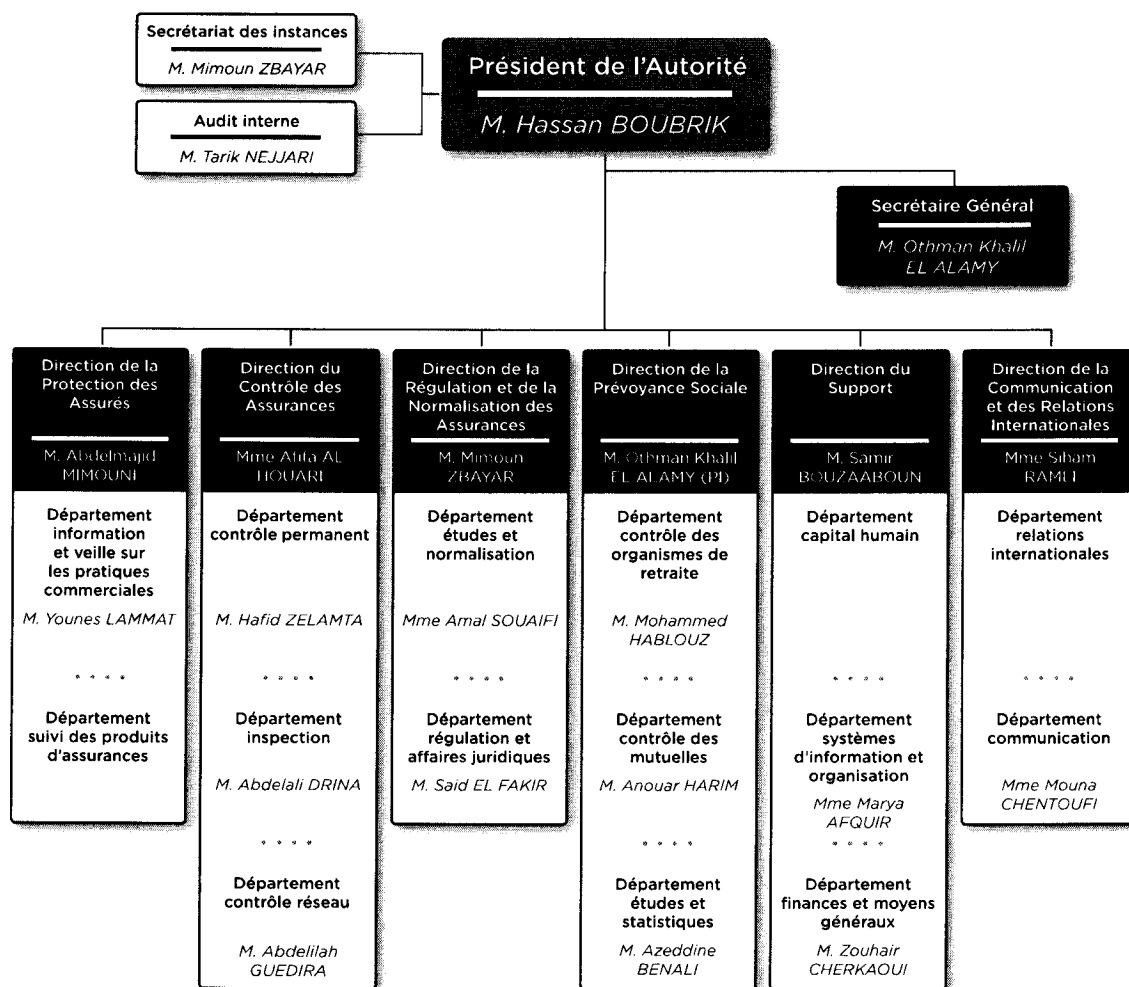 Secrétariat des instances
M. Mimoun ZBAYAR
Audit interne
M. Tarik NEJJARI
Président de l'Autorité
M. Hassan BOUBRIK
Secrétaire Général
M. Othman Khalil
EL ALAMY
Direction de la
Protection des
Assurés
M. Abdelmajid
MIMOUNI
Département
information
et veille sur
les pratiques
commerciales
M. Younes LAMMAT
* * * *
Département
suivi des produits
d'assurances
Direction du
Contrôle des
Assurances
Mme Afifa AL
HOUARI
Département
contrôle permanent
M. Hafid ZELAMTA
* * * *
Département
inspection
M. Abdelali DRINA
* * * *
Département
contrôle réseau
M. Abdelilah
GUEDIRA
Direction de la
Régulation et de la
Normalisation des
Assurances
M. Mimoun
ZBAYAR
Département
études et
normalisation
Mme Amal SOUAIFI
* * * *
Département
régulation et
affaires juridiques
M. Said EL FAKIR
Direction de la
Prévoyance Sociale
M. Othman Khalil
EL ALAMY (PI)
Département
contrôle des
organismes de
retraite
M. Mohammed
HABLOUZ
* * * *
Département
contrôle des
mutuelles
M. Anouar HARIM
* * * *
Département
études et
statistiques
M. Azeddine
BENALI
Direction du
Support
M. Samir
BOUZAABOUN
Département
capital humain
* * * *
Département
systèmes
d'information et
organisation
Mme Marya
AFQUIR
* * * *
Département
finances et moyens
généraux
M. Zouhair
CHERKAOUI
Direction de la
Communication
et des Relations
Internationales
Mme Siham
RAMLI
Département
relations
internationales
* * * *
Département
communication
Mme Mouna
CHENTOUFI